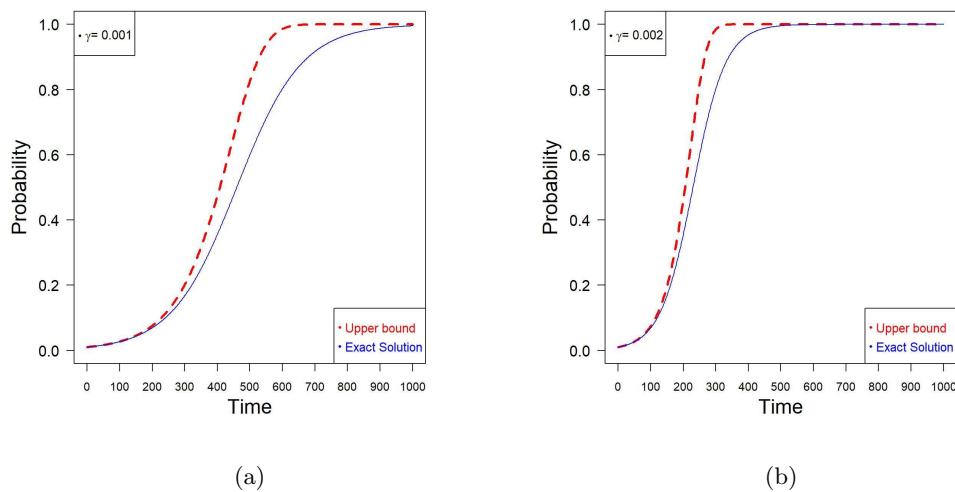 • γ= 0.001
1.0
0.8
0.6
0.4
0.2
0.0
Probability
• Upper bound
• Exact Solution
0 100 200 300 400 500 600 700 800 900 1000
Time
(a)
• γ= 0.002
1.0
0.8
0.6
0.4
0.2
0.0
Probability
• Upper bound
• Exact Solution
0 100 200 300 400 500 600 700 800 900 1000
Time
(b)